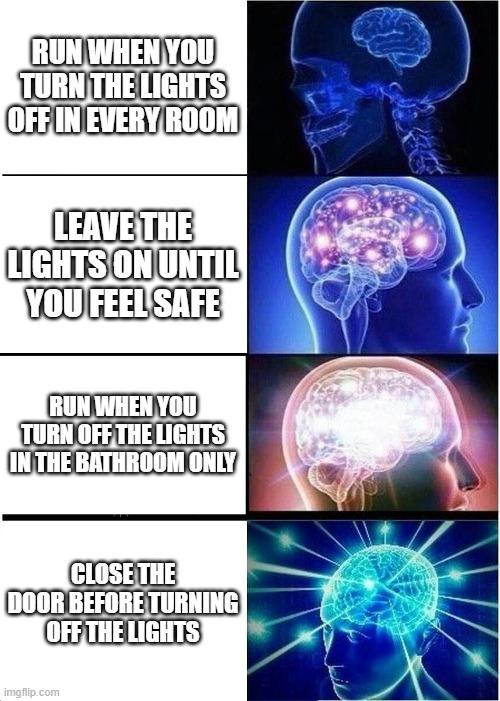 RUN WHEN YOU
TURN THE LIGHTS
OFF IN EVERY ROOM
LEAVE THE
LIGHTS ON UNTIL
YOU FEEL SAFE
RUN WHEN YOU
TURN OFF THE LIGHTS
IN THE BATHROOM ONLY
CLOSE THE
DOOR BEFORE TURNING
OFF THE LIGHTS
imgflip.com